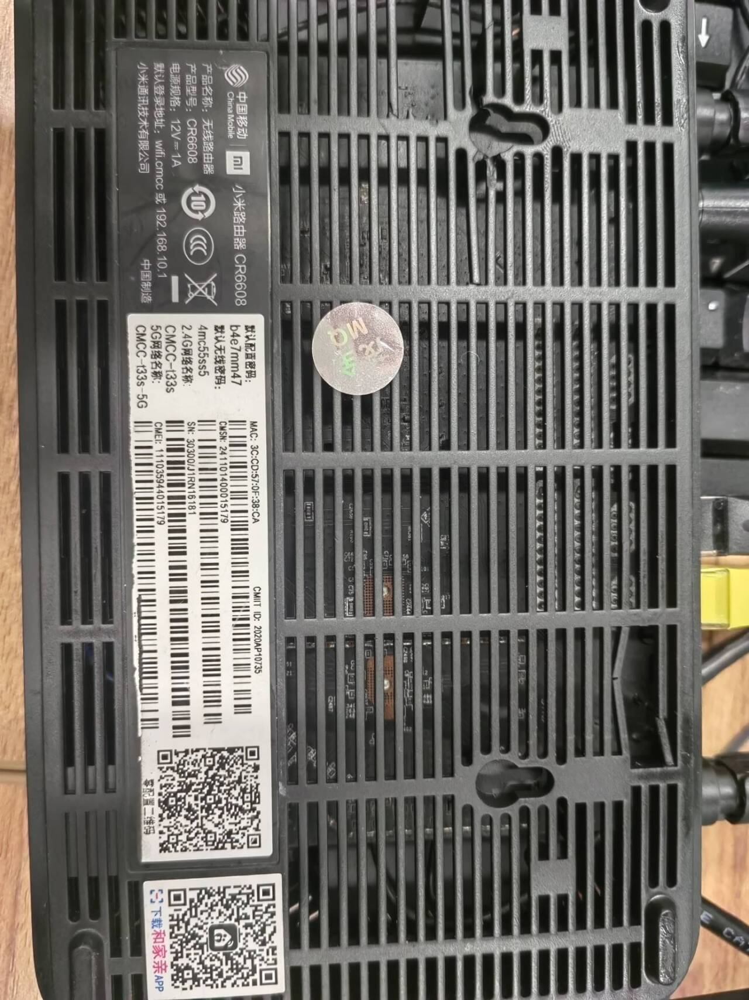 中国移动
China Mobile
mi
小米路由器 CR6608
产品名称：无线路由器
产品型号：CR6608
电源规格：12V⎓1A
默认登录地址：wifi.cmcc 或 192.168.10.1
小米通讯技术有限公司
中国制造
10
默认配置密码：
b4e7mm47
默认无线密码：
4mc55ss5
2.4G网络名称：
CMCC-t33s
5G网络名称：
CMCC-t33s-5G
MAC: 3C:CD:57:0F:38:CA
CMIIT ID: 2020AP10735
CMSN: 241101400015179
SN: 30300/J1RN16181
CMEI: 111035944015179
零配置二维码
下载和家亲APP
MQ
E CA